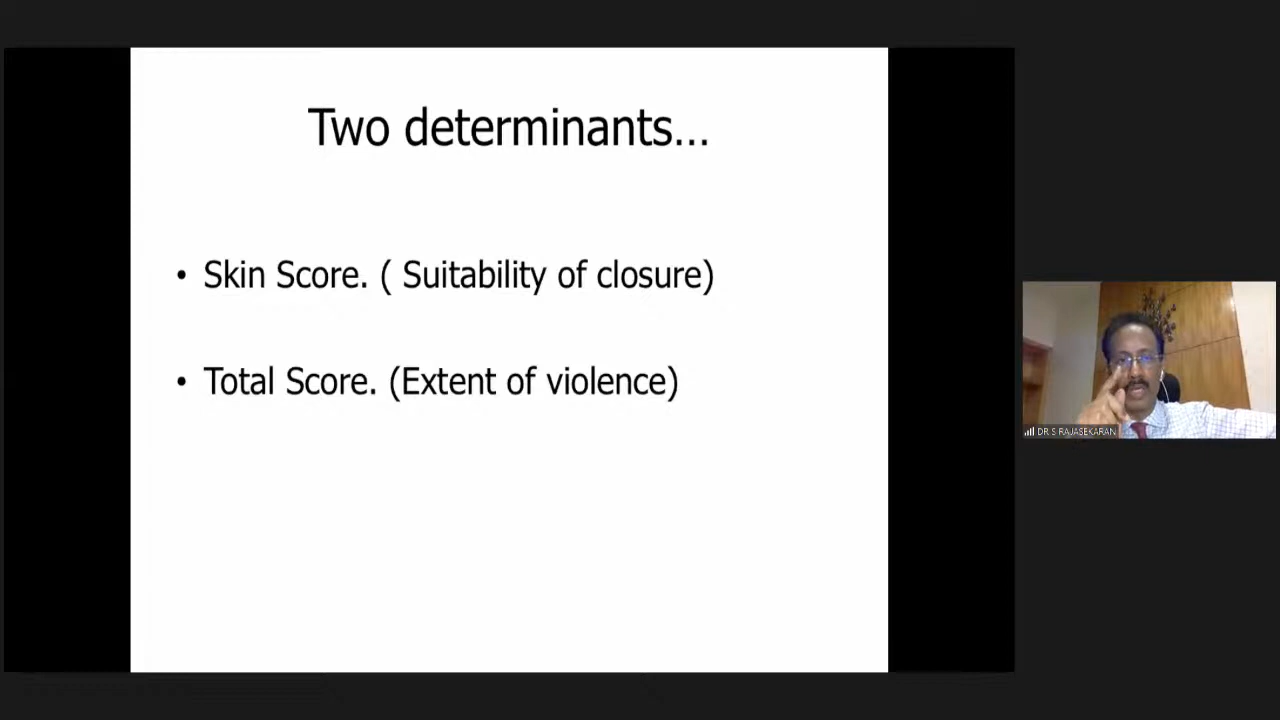 Two determinants...
• Skin Score. ( Suitability of closure)
• Total Score. (Extent of violence)
DR S RAJASEKARAN